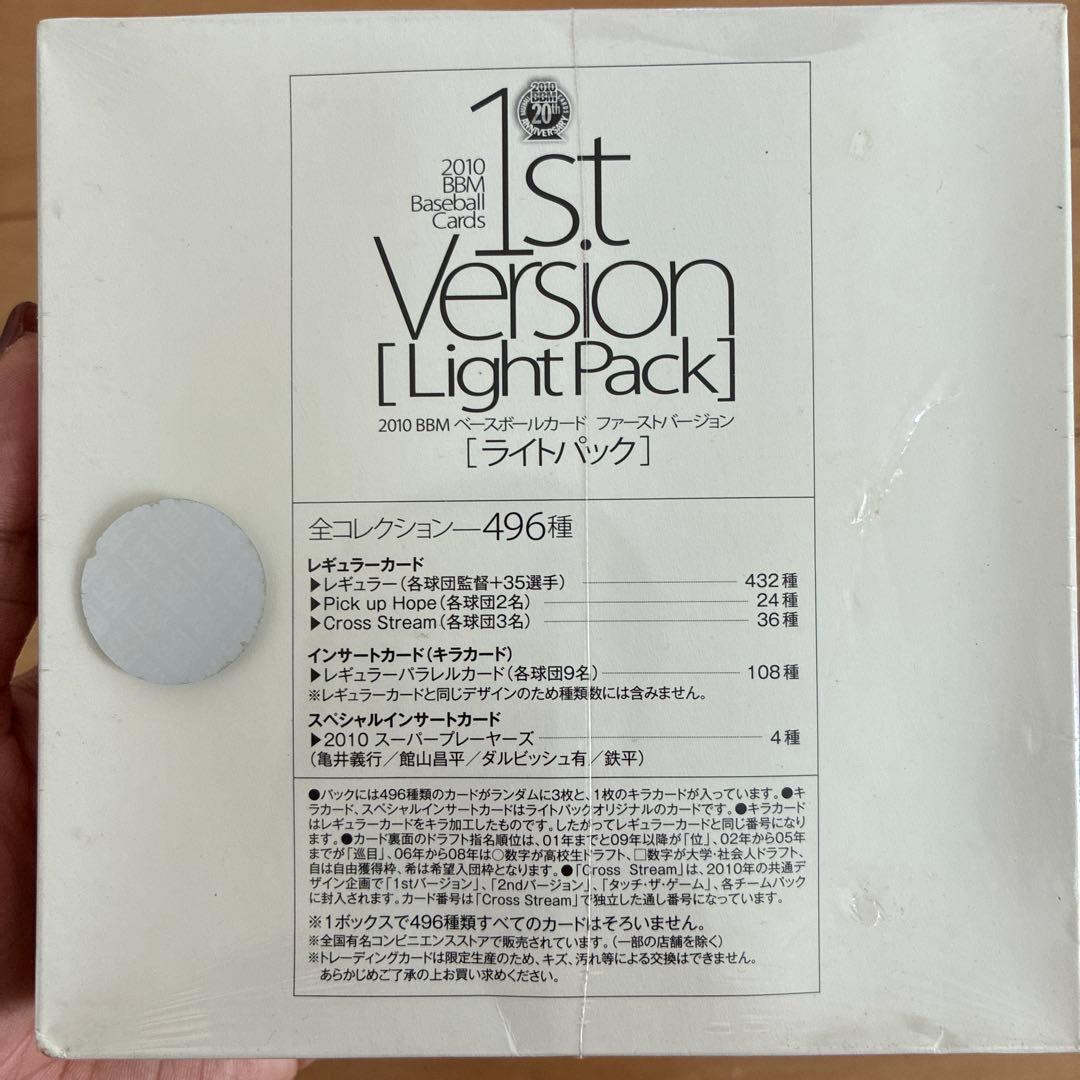 2010
BBM
20th
ANNIVERSARY
2010
BBM
Baseball
Cards
1st
Version
[Light Pack]
2010 BBM ベースボールカード ファーストバージョン
[ライトパック]
全コレクション―496種
レギュラーカード
▶レギュラー(各球団監督+35選手) 432種
▶Pick up Hope(各球団2名) 24種
▶Cross Stream(各球団3名) 36種
インサートカード(キラカード)
▶レギュラーパラレルカード(各球団9名) 108種
※レギュラーカードと同じデザインのため種類数には含みません。
スペシャルインサートカード
▶2010 スーパープレーヤーズ 4種
(亀井義行/館山昌平/ダルビッシュ有/鉄平)
●パックには496種類のカードがランダムに3枚と、1枚のキラカードが入っています。●キ
ラカード、スペシャルインサートカードはライトパックオリジナルのカードです。●キラカード
はレギュラーカードをキラ加工したものです。したがってレギュラーカードと同じ番号になり
ます。●カード裏面のドラフト指名順位は、01年までと09年以降が「位」、02年から05年
までが「巡目」、06年から08年は○数字が高校生ドラフト、□数字が大学・社会人ドラフト、
自は自由獲得枠、希は希望入団枠となります。●「Cross Stream」は、2010年の共通デ
ザイン企画で「1stバージョン」、「2ndバージョン」、「タッチ・ザ・ゲーム」、各チームパック
に封入されます。カード番号は「Cross Stream」で独立した通し番号になっています。
※1ボックスで496種類すべてのカードはそろいません。
※全国有名コンビニエンスストアで販売されています。(一部の店舗を除く)
※トレーディングカードは限定生産のため、キズ、汚れ等による交換はできません。
あらかじめご了承の上お買い求めください。